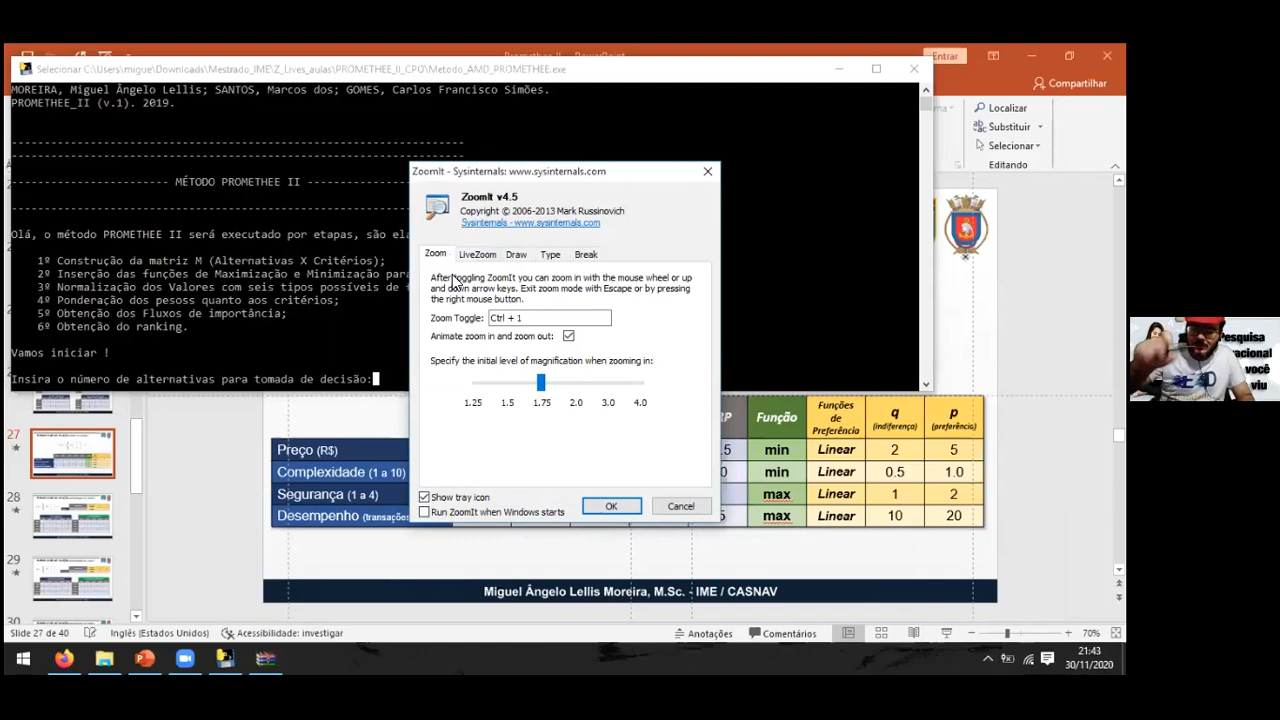 Promethee II - PowerPoint
Entrar
Selecionar C:\Users\migue\Downloads\Mestrado_IME\Z_Lives_aulas\PROMETHEE_II_CPO\Metodo_AMD_PROMETHEE.exe
Compartilhar
MOREIRA, Miguel Ângelo Lellis; SANTOS, Marcos dos; GOMES, Carlos Francisco Simões.
PROMETHEE_II (v.1). 2019.
MÉTODO PROMETHEE II
Olá, o método PROMETHEE II será executado por etapas, são
1º Construção da matriz M (Alternativas X Critérios);
2º Inserção das funções de Maximização e Minimização
3º Normalização dos Valores com seis tipos possíveis de
4º Ponderação dos pesoss quanto aos critérios;
5º Obtenção dos Fluxos de importância;
6º Obtenção do ranking.
Vamos iniciar !
Insira o número de alternativas para tomada de decisão:
Localizar
Substituir
Selecionar
Editando
ZoomIt - Sysinternals: www.sysinternals.com
ZoomIt v4.5
Copyright © 2006-2013 Mark Russinovich
Sysinternals - www.sysinternals.com
Zoom LiveZoom Draw Type Break
After toggling ZoomIt you can zoom in with the mouse wheel or up
and down arrow keys. Exit zoom mode with Escape or by pressing
the right mouse button.
Zoom Toggle: Ctrl + 1
Animate zoom in and zoom out:
Specify the initial level of magnification when zooming in:
1.25 1.5 1.75 2.0 3.0 4.0
Show tray icon
Run ZoomIt when Windows starts
OK Cancel
Função Funções de Preferência q (indiferença) p (preferência)
Preço (R$) min Linear 2 5
Complexidade (1 a 10) min Linear 0.5 1.0
Segurança (1 a 4) max Linear 1 2
Desempenho (transações max Linear 10 20
Miguel Ângelo Lellis Moreira, M.Sc. - IME / CASNAV
27
28
29
30
Pesquisa
você
viu
Slide 27 de 40 Inglês (Estados Unidos) Acessibilidade: investigar Anotações Comentários 70%
21:43
30/11/2020